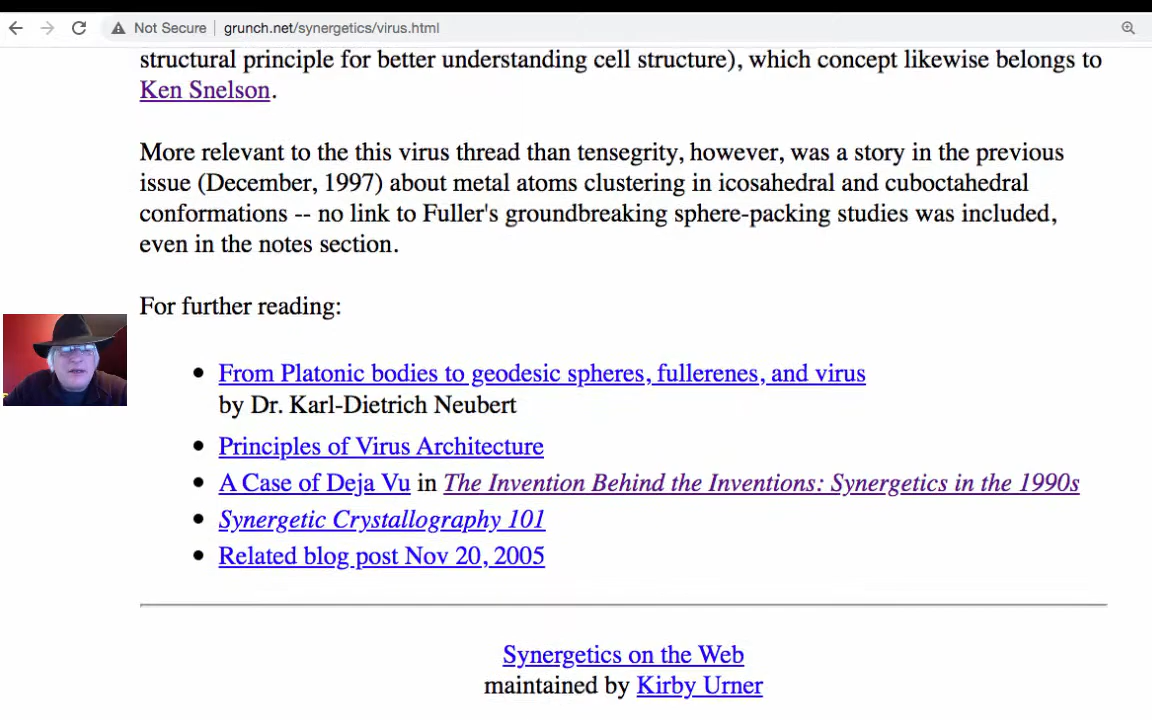 Not Secure | grunch.net/synergetics/virus.html
structural principle for better understanding cell structure), which concept likewise belongs to
Ken Snelson.
More relevant to the this virus thread than tensegrity, however, was a story in the previous
issue (December, 1997) about metal atoms clustering in icosahedral and cuboctahedral
conformations -- no link to Fuller's groundbreaking sphere-packing studies was included,
even in the notes section.
For further reading:
• From Platonic bodies to geodesic spheres, fullerenes, and virus
by Dr. Karl-Dietrich Neubert
• Principles of Virus Architecture
• A Case of Deja Vu in The Invention Behind the Inventions: Synergetics in the 1990s
• Synergetic Crystallography 101
• Related blog post Nov 20, 2005
Synergetics on the Web
maintained by Kirby Urner